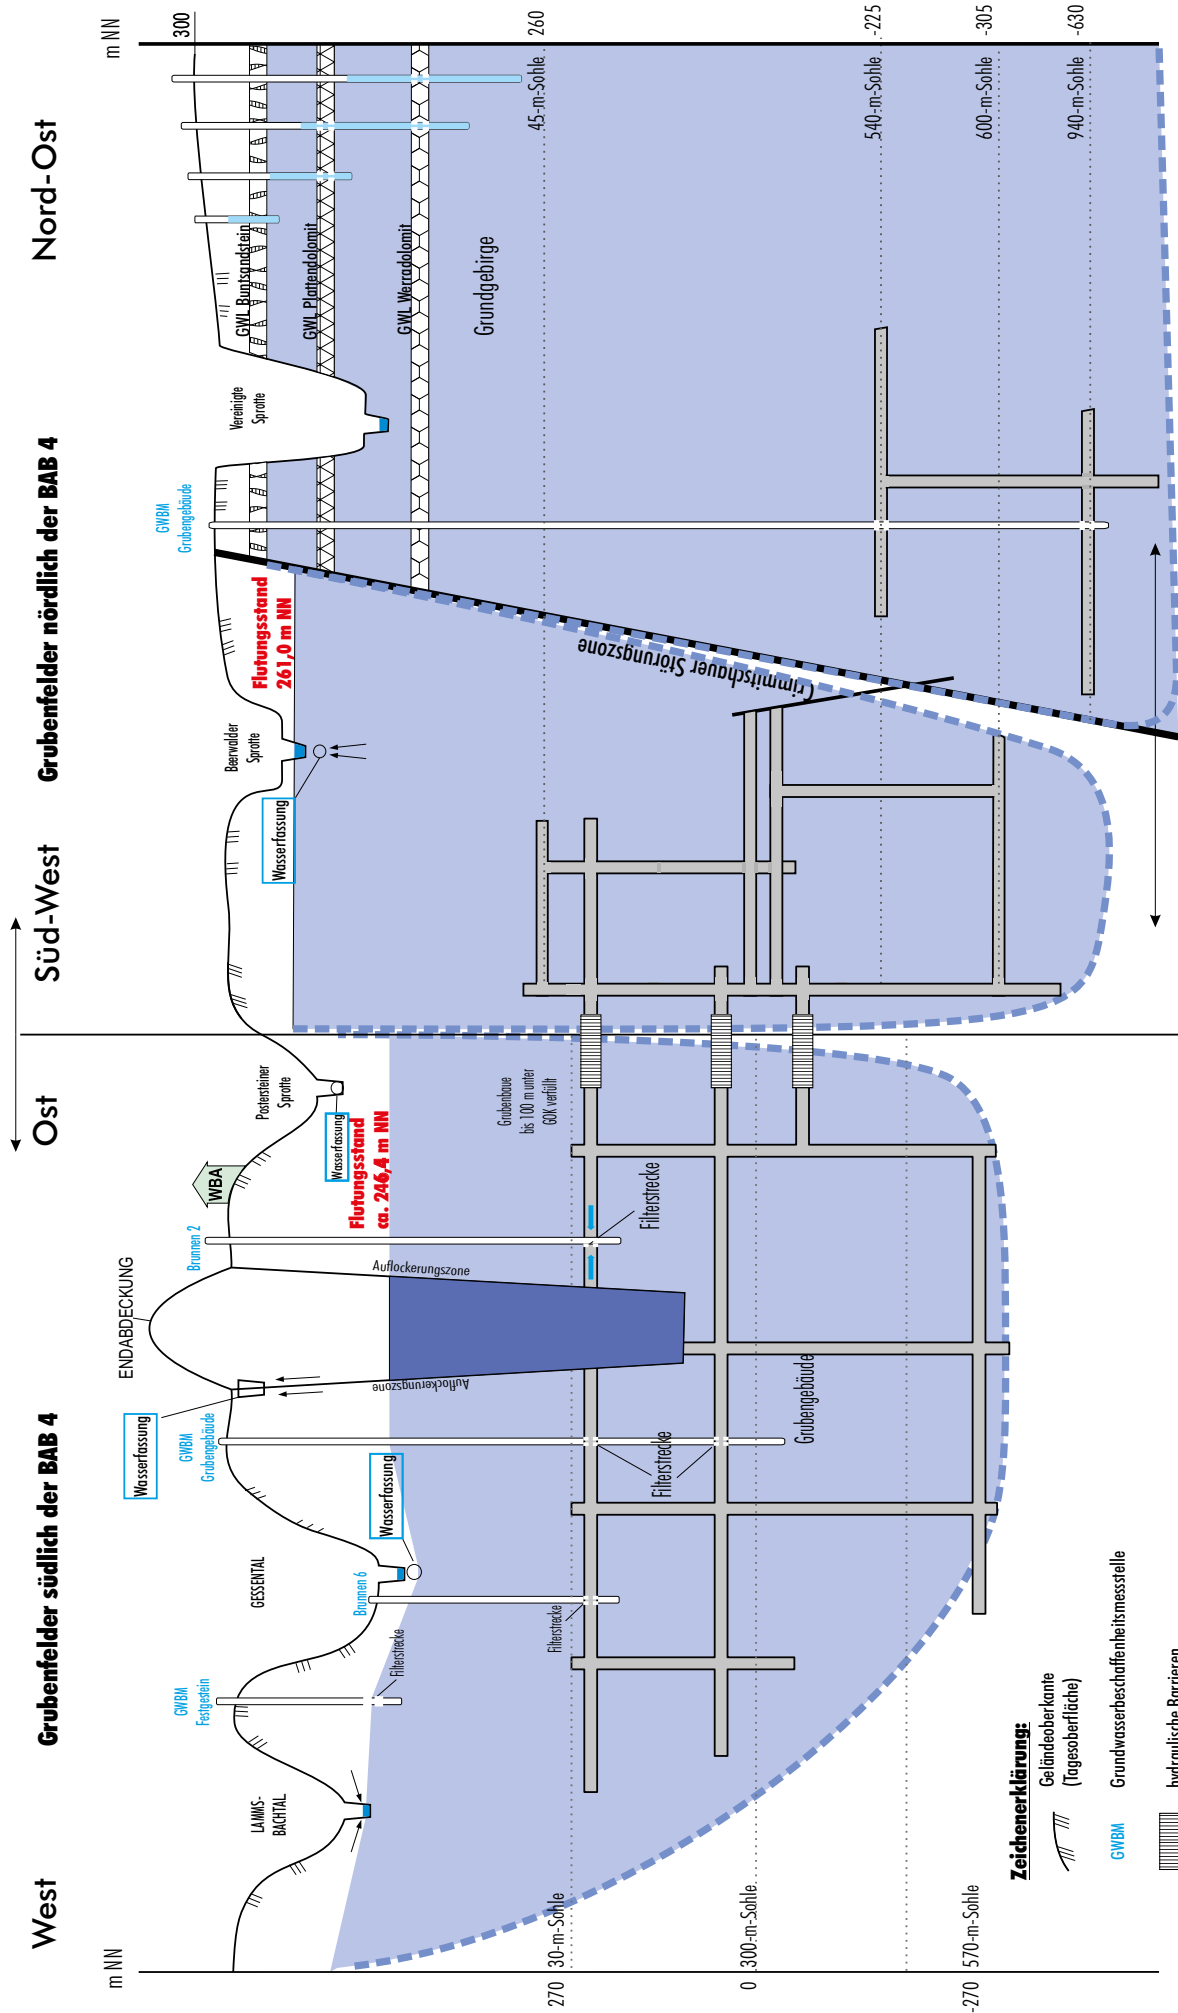 West
Ost
Süd-West
Nord-Ost
Grubenfelder südlich der BAB 4
Grubenfelder nördlich der BAB 4
m NN
m NN
300
260
-225
-305
-630
270
0
-270
30-m-Sohle
300-m-Sohle
570-m-Sohle
45-m-Sohle
540-m-Sohle
600-m-Sohle
940-m-Sohle
LAMMS-
BACHTAL
GWBM
Festgestein
Filterstrecke
GESSENTAL
Brunnen 6
Filterstrecke
Wasserfassung
GWBM
Grubengebäude
Wasserfassung
ENDABDECKUNG
Auflockerungszone
Auflockerungszone
Brunnen 2
WBA
Filterstrecke
Filterstrecke
Grubengebäude
Flutungsstand
ca. 246,4 m NN
Wasserfassung
Postersteiner
Sprotte
Grubenbaue
bis 100 m unter
GOK verfüllt
Wasserfassung
Beerwalder
Sprotte
Flutungsstand
261,0 m NN
Crimmitschauer Störungszone
GWBM
Grubengebäude
Vereinigte
Sprotte
GWL Buntsandstein
GWL Plattendolomit
GWL Werradolomit
Grundgebirge
Zeichenerklärung:
Geländeoberkante
(Tagesoberfläche)
GWBM
Grundwasserbeschaffenheitsmessstelle
hydraulische Barrieren